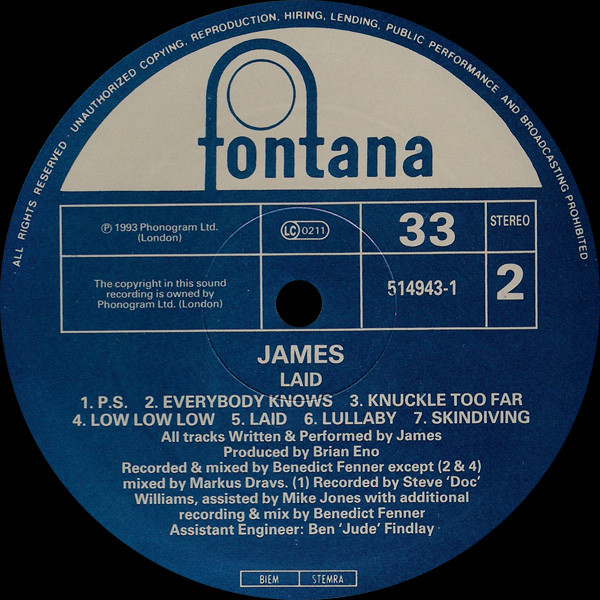 ALL RIGHTS RESERVED · UNAUTHORIZED COPYING, REPRODUCTION, HIRING, LENDING, PUBLIC PERFORMANCE AND BROADCASTING PROHIBITED
fontana
℗ 1993 Phonogram Ltd.
(London)
LC 0211
33
STEREO
The copyright in this sound
recording is owned by
Phonogram Ltd. (London)
514943-1
2
JAMES
LAID
1. P.S. 2. EVERYBODY KNOWS 3. KNUCKLE TOO FAR
4. LOW LOW LOW 5. LAID 6. LULLABY 7. SKINDIVING
All tracks Written & Performed by James
Produced by Brian Eno
Recorded & mixed by Benedict Fenner except (2 & 4)
mixed by Markus Dravs. (1) Recorded by Steve 'Doc'
Williams, assisted by Mike Jones with additional
recording & mix by Benedict Fenner
Assistant Engineer: Ben 'Jude' Findlay
BIEM STEMRA